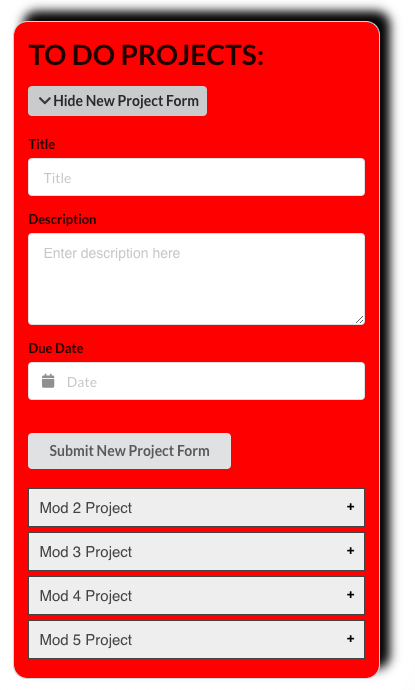 TO DO PROJECTS:
Hide New Project Form
Title
Title
Description
Enter description here
Due Date
Date
Submit New Project Form
Mod 2 Project +
Mod 3 Project +
Mod 4 Project +
Mod 5 Project +